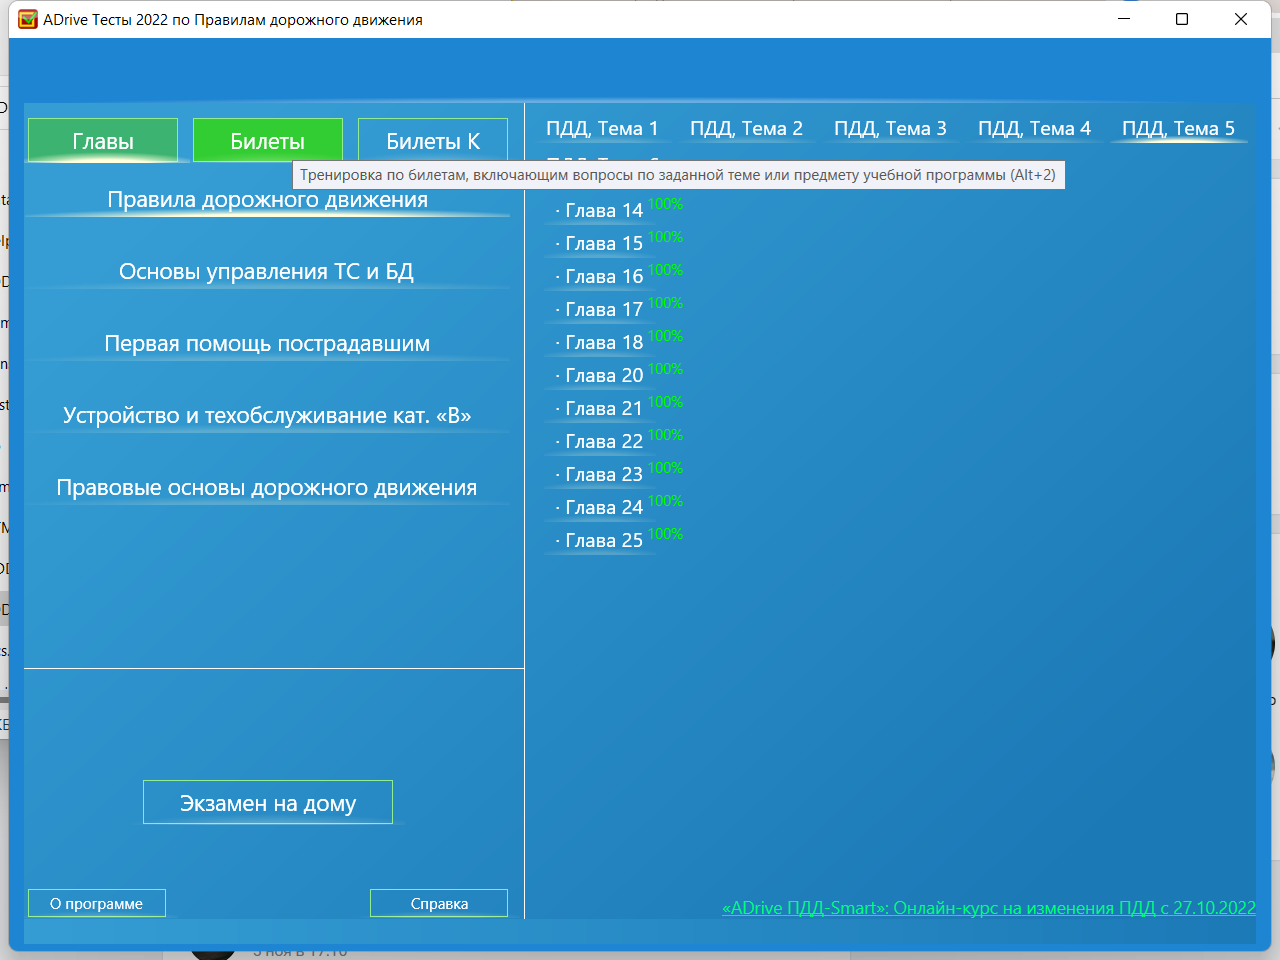 ADrive Тесты 2022 по Правилам дорожного движения
Главы
Билеты
Билеты К
Правила дорожного движения
Основы управления ТС и БД
Первая помощь пострадавшим
Устройство и техобслуживание кат. «B»
Правовые основы дорожного движения
Экзамен на дому
О программе
Справка
ПДД, Тема 1
ПДД, Тема 2
ПДД, Тема 3
ПДД, Тема 4
ПДД, Тема 5
Тренировка по билетам, включающим вопросы по заданной теме или предмету учебной программы (Alt+2)
· Глава 14 100%
· Глава 15 100%
· Глава 16 100%
· Глава 17 100%
· Глава 18 100%
· Глава 20 100%
· Глава 21 100%
· Глава 22 100%
· Глава 23 100%
· Глава 24 100%
· Глава 25 100%
«ADrive ПДД-Smart»: Онлайн-курс на изменения ПДД с 27.10.2022